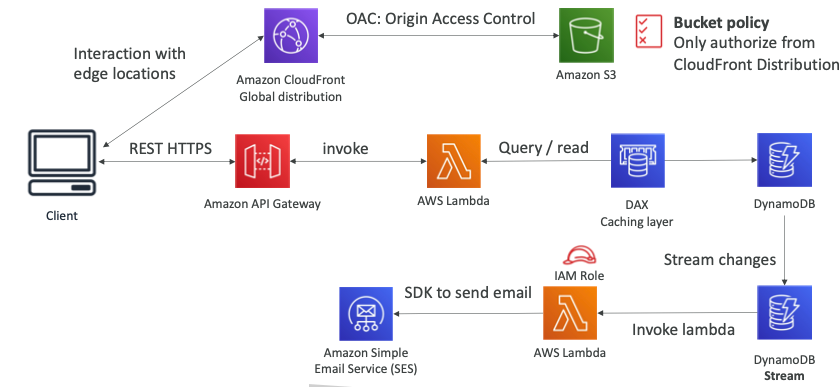 OAC: Origin Access Control
Bucket policy
Only authorize from
CloudFront Distribution
Interaction with
edge locations
Amazon CloudFront
Global distribution
Amazon S3
REST HTTPS
invoke
Query / read
Client
Amazon API Gateway
AWS Lambda
DAX
Caching layer
DynamoDB
Stream changes
IAM Role
SDK to send email
Invoke lambda
Amazon Simple
Email Service (SES)
AWS Lambda
DynamoDB
Stream